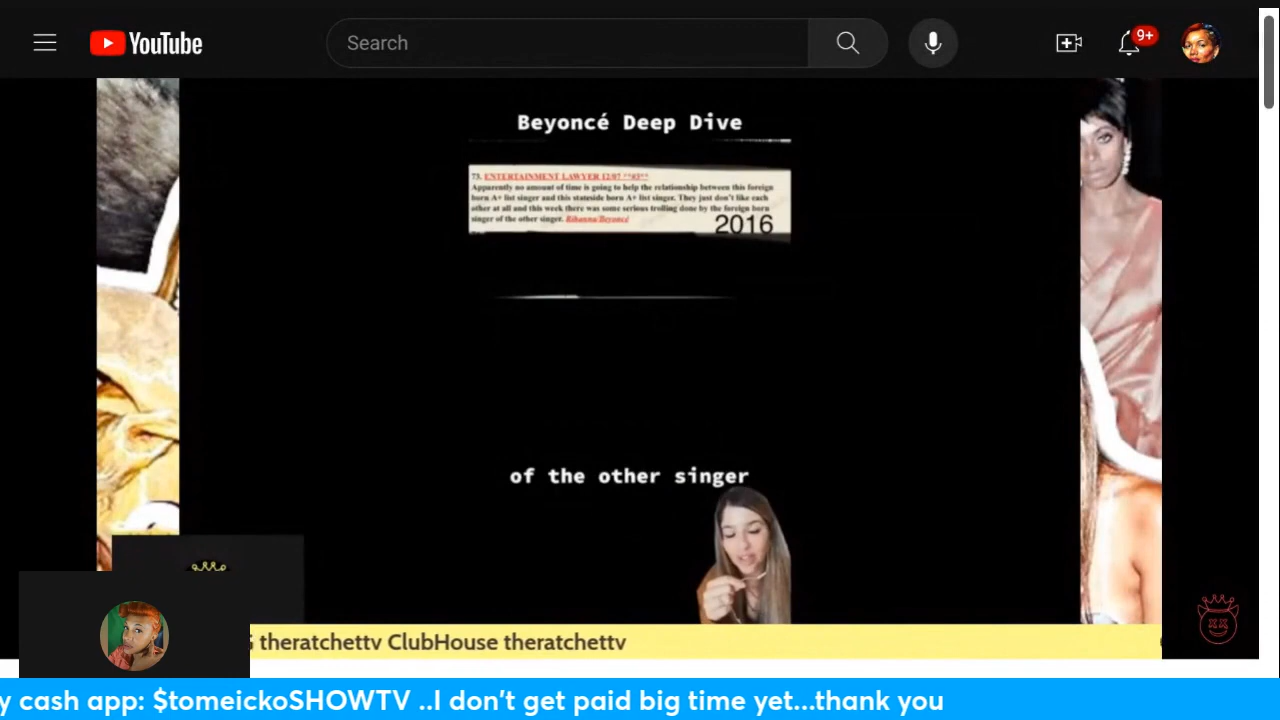 YouTube
Search
9+
Beyoncé Deep Dive
73. ENTERTAINMENT LAWYER 12/07 **#3**
Apparently no amount of time is going to help the relationship between this foreign
born A+ list singer and this stateside born A+ list singer. They just don't like each
other at all and this week there was some serious trolling done by the foreign born
singer of the other singer. Rihanna/Beyoncé
2016
of the other singer
theratchettv ClubHouse theratchettv
y cash app: $tomeickoSHOWTV ..I don't get paid big time yet...thank you